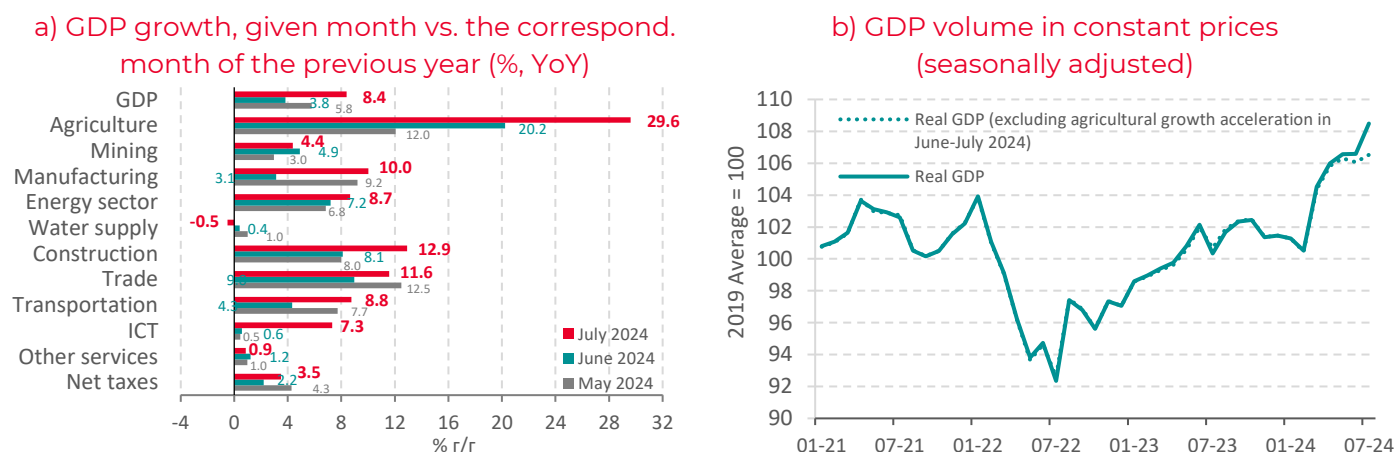 a) GDP growth, given month vs. the correspond.
month of the previous year (%, YoY)
GDP
8.4
3.8
5.8
Agriculture
29.6
20.2
12.0
Mining
4.4
4.9
3.0
Manufacturing
10.0
3.1
9.2
Energy sector
8.7
7.2
6.8
Water supply
-0.5
0.4
1.0
Construction
12.9
8.1
8.0
Trade
11.6
12.5
Transportation
8.8
4.3
7.7
ICT
7.3
0.6
0.5
Other services
0.9
1.2
1.0
Net taxes
3.5
2.2
4.3
July 2024
June 2024
May 2024
-4 0 4 8 12 16 20 24 28 32
% r/r
b) GDP volume in constant prices
(seasonally adjusted)
2019 Average = 100
110
108
106
104
102
100
98
96
94
92
90
Real GDP (excluding agricultural growth acceleration in
June-July 2024)
Real GDP
01-21 07-21 01-22 07-22 01-23 07-23 01-24 07-24